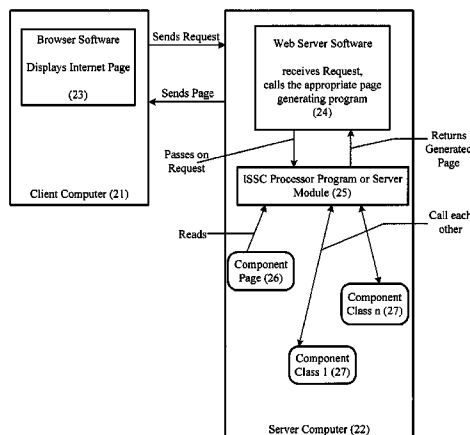 Browser Software
Displays Internet Page
(23)
Client Computer (21)
Sends Request
Sends Page
Web Server Software
receives Request,
calls the appropriate page
generating program
(24)
Passes on
Request
Returns
Generated
Page
ISSC Processor Program or Server
Module (25)
Reads
Call each
other
Component
Page (26)
Component
Class n (27)
Component
Class 1 (27)
Server Computer (22)